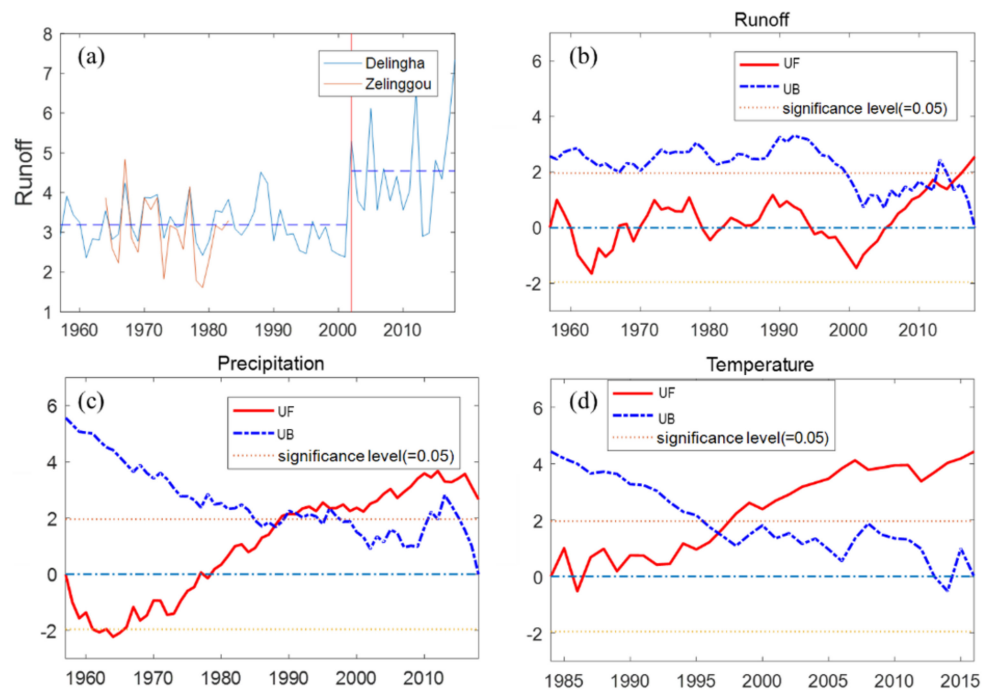 (a)
Delingha
Zelinggou
Runoff
8
7
6
5
4
3
2
1
1960 1970 1980 1990 2000 2010
Runoff
(b)
UF
UB
significance level(=0.05)
6
4
2
0
-2
1960 1970 1980 1990 2000 2010
Precipitation
(c)
UF
UB
significance level(=0.05)
6
4
2
0
-2
1960 1970 1980 1990 2000 2010
Temperature
(d)
UF
UB
significance level(=0.05)
6
4
2
0
-2
1985 1990 1995 2000 2005 2010 2015